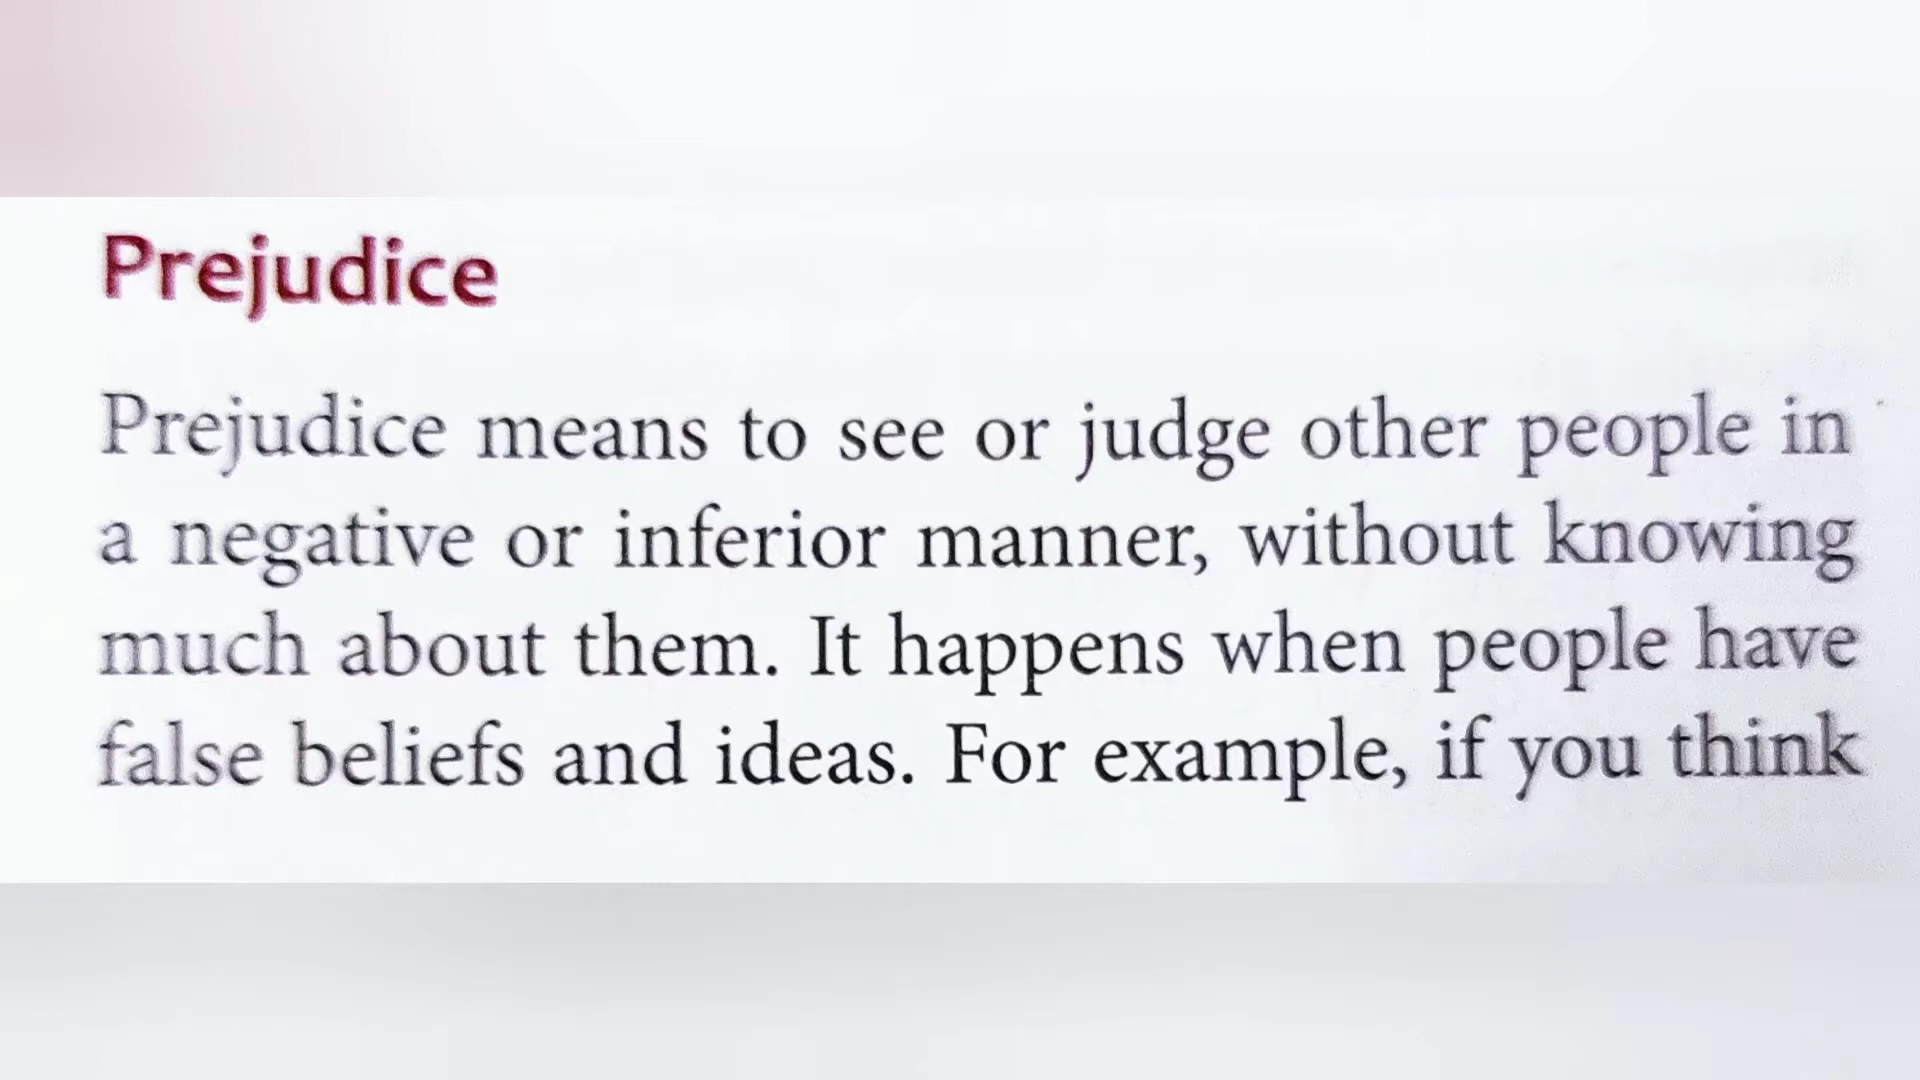 Prejudice
Prejudice means to see or judge other people in
a negative or inferior manner, without knowing
much about them. It happens when people have
false beliefs and ideas. For example, if you think